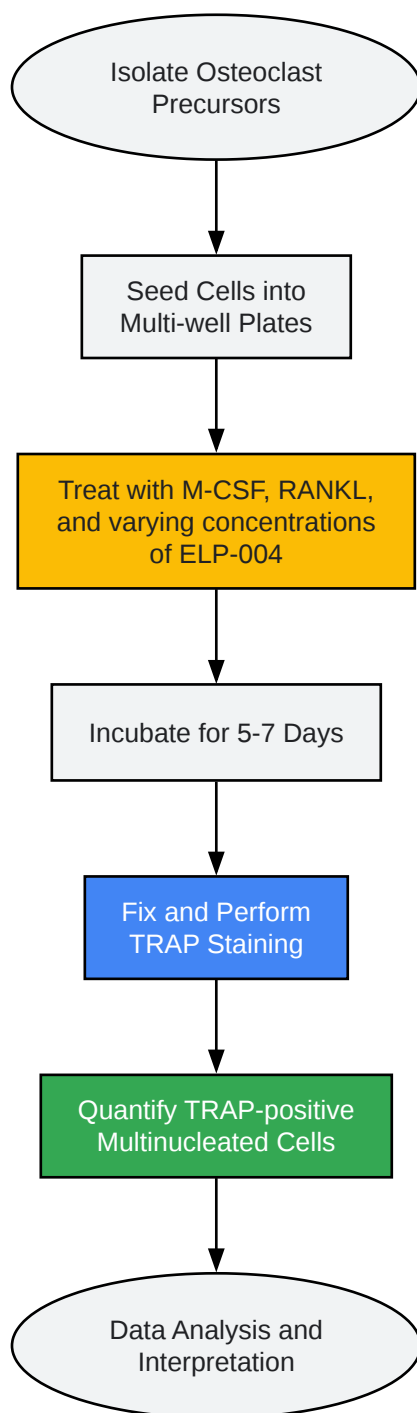 Isolate Osteoclast
Precursors
Seed Cells into
Multi-well Plates
Treat with M-CSF, RANKL,
and varying concentrations
of ELP-004
Incubate for 5-7 Days
Fix and Perform
TRAP Staining
Quantify TRAP-positive
Multinucleated Cells
Data Analysis and
Interpretation